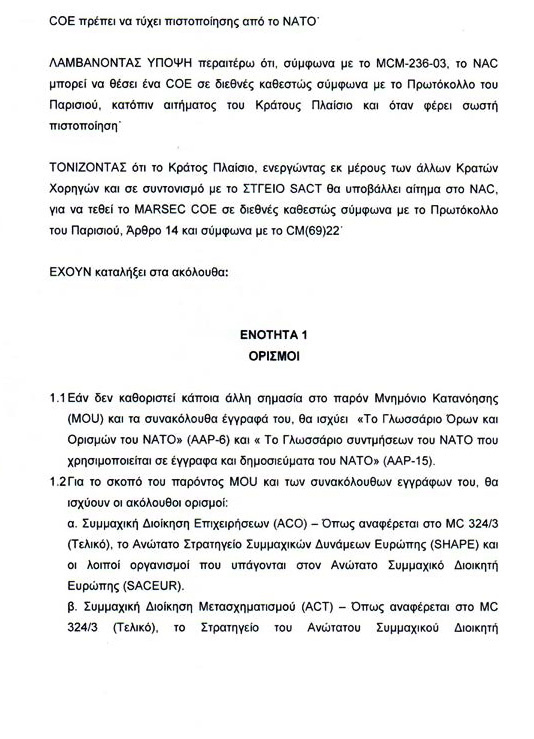 COE πρέπει να τύχει πιστοποίησης από το NATO˙
ΛΑΜΒΑΝΟΝΤΑΣ ΥΠΟΨΗ περαιτέρω ότι, σύμφωνα με το MCM-236-03, το NAC
μπορεί να θέσει ένα COE σε διεθνές καθεστώς σύμφωνα με το Πρωτόκολλο του
Παρισιού, κατόπιν αιτήματος του Κράτους Πλαίσιο και όταν φέρει σωστή
πιστοποίηση˙
ΤΟΝΙΖΟΝΤΑΣ ότι το Κράτος Πλαίσιο, ενεργώντας εκ μέρους των άλλων Κρατών
Χορηγών και σε συντονισμό με το ΣΤΓΕΙΟ SACT θα υποβάλλει αίτημα στο NAC,
για να τεθεί το MARSEC COE σε διεθνές καθεστώς σύμφωνα με το Πρωτόκολλο
του Παρισιού, Άρθρο 14 και σύμφωνα με το CM(69)22˙
ΕΧΟΥΝ καταλήξει στα ακόλουθα:
ΕΝΟΤΗΤΑ 1
ΟΡΙΣΜΟΙ
1.1 Εάν δεν καθοριστεί κάποια άλλη σημασία στο παρόν Μνημόνιο Κατανόησης
(MOU) και τα συνακόλουθα έγγραφά του, θα ισχύει «Το Γλωσσάριο Όρων και
Ορισμών του ΝΑΤΟ» (AAP-6) και « Το Γλωσσάριο συντμήσεων του ΝΑΤΟ που
χρησιμοποιείται σε έγγραφα και δημοσιεύματα του ΝΑΤΟ» (AAP-15).
1.2 Για το σκοπό του παρόντος MOU και των συνακόλουθων εγγράφων του, θα
ισχύουν οι ακόλουθοι ορισμοί:
α. Συμμαχική Διοίκηση Επιχειρήσεων (ACO) – Όπως αναφέρεται στο MC 324/3
(Τελικό), το Ανώτατο Στρατηγείο Συμμαχικών Δυνάμεων Ευρώπης (SHAPE) και
οι λοιποί οργανισμοί που υπάγονται στον Ανώτατο Συμμαχικό Διοικητή
Ευρώπης (SACEUR).
β. Συμμαχική Διοίκηση Μετασχηματισμού (ACT) – Όπως αναφέρεται στο MC
324/3 (Τελικό), το Στρατηγείο του Ανώτατου Συμμαχικού Διοικητή